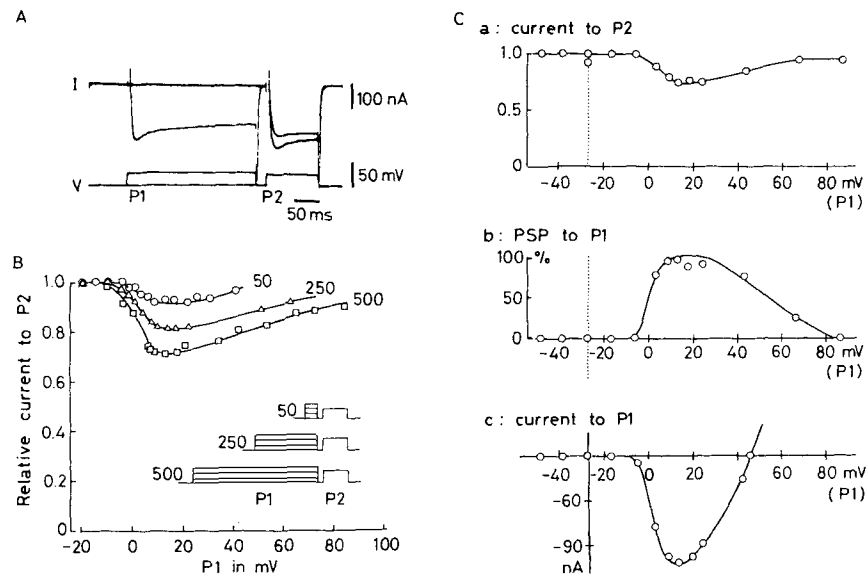 A
I
100 nA
V
50 mV
P1
P2
50 ms
B
Relative current to P2
1.0
0.8
0.6
0.4
0.2
0
50
250
500
50
250
500
P1
P2
-20
0
20
40
60
80
100
P1 in mV
C
a: current to P2
1.0
0.5
0
-40
-20
0
20
40
60
80 mV
(P1)
b: PSP to P1
100
%
50
0
-40
-20
0
20
40
60
80 mV
(P1)
c: current to P1
-40
-20
0
20
40
60
80 mV
(P1)
-60
-90
nA